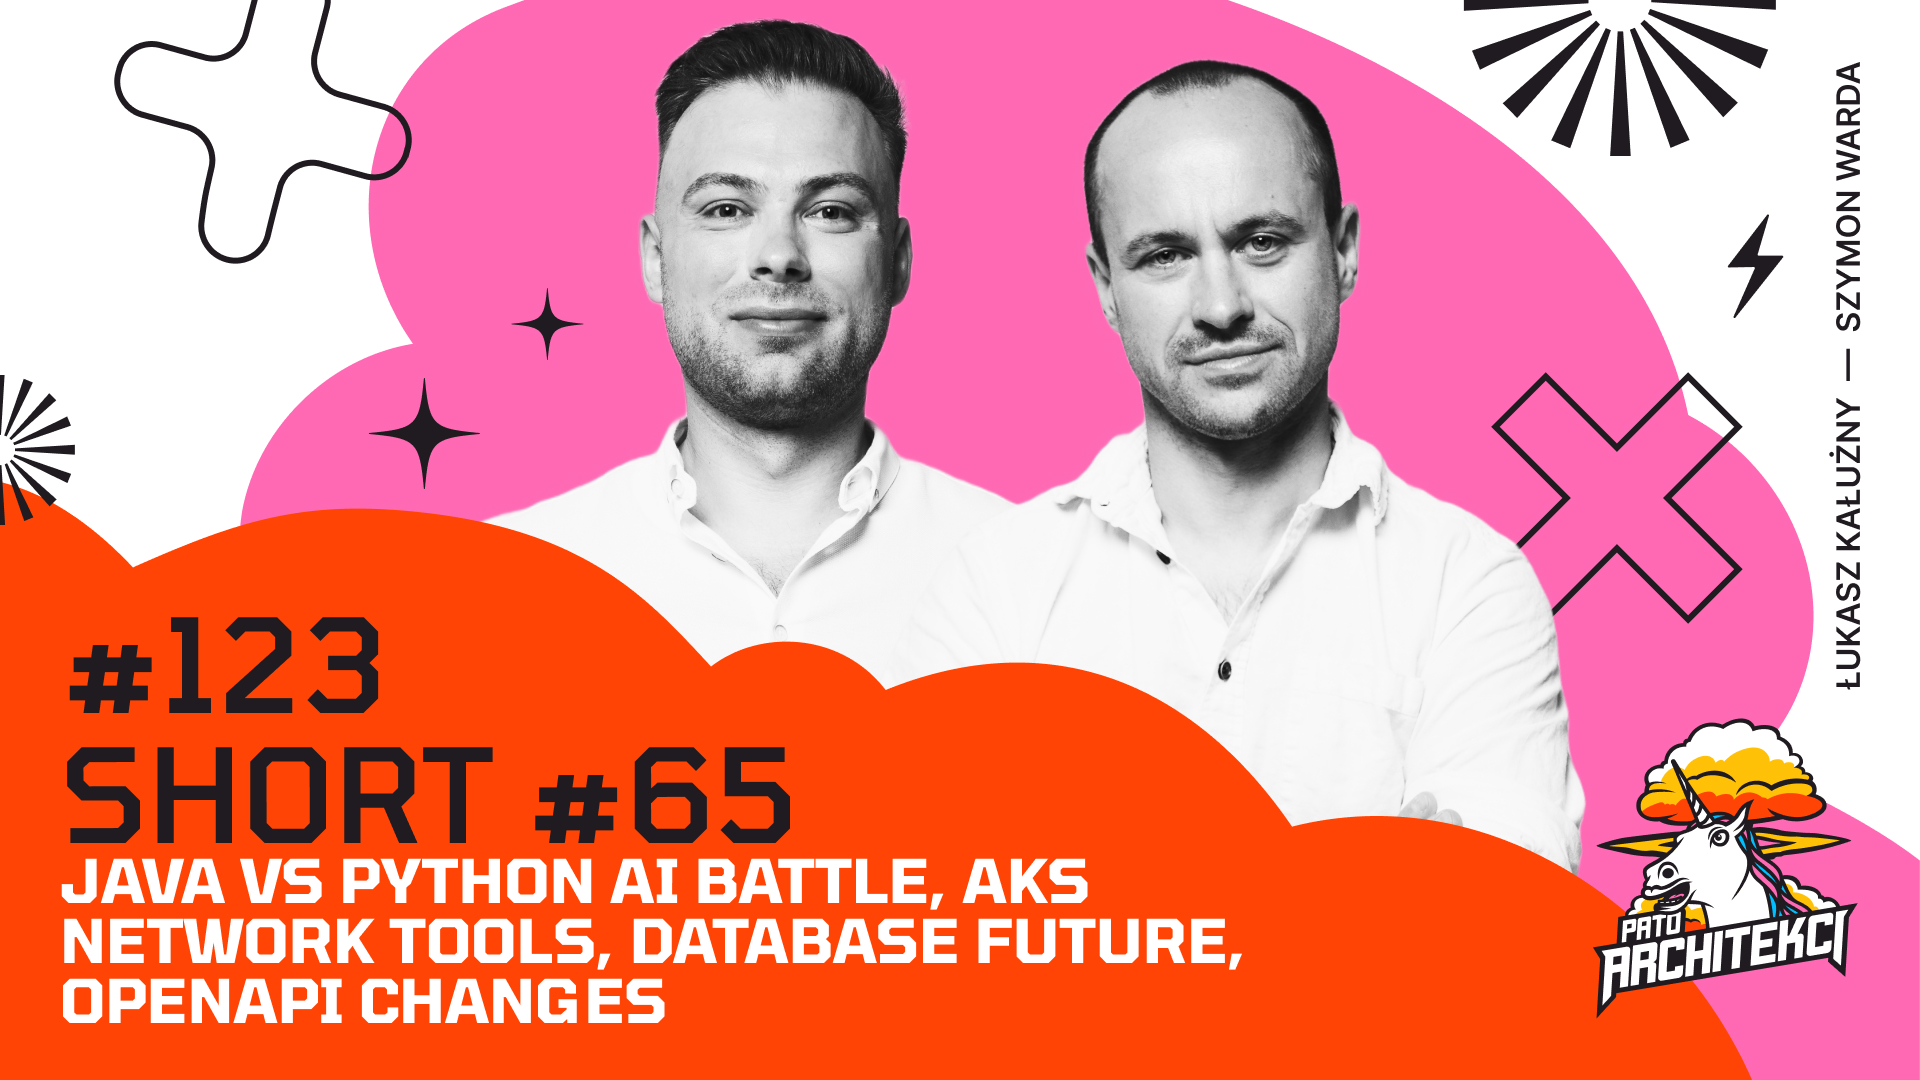 #123
SHORT #65
JAVA VS PYTHON AI BATTLE, AKS
NETWORK TOOLS, DATABASE FUTURE,
OPENAPI CHANGES
ŁUKASZ KAŁUŻNY — SZYMON WARDA
PATO
ARCHITEKCI